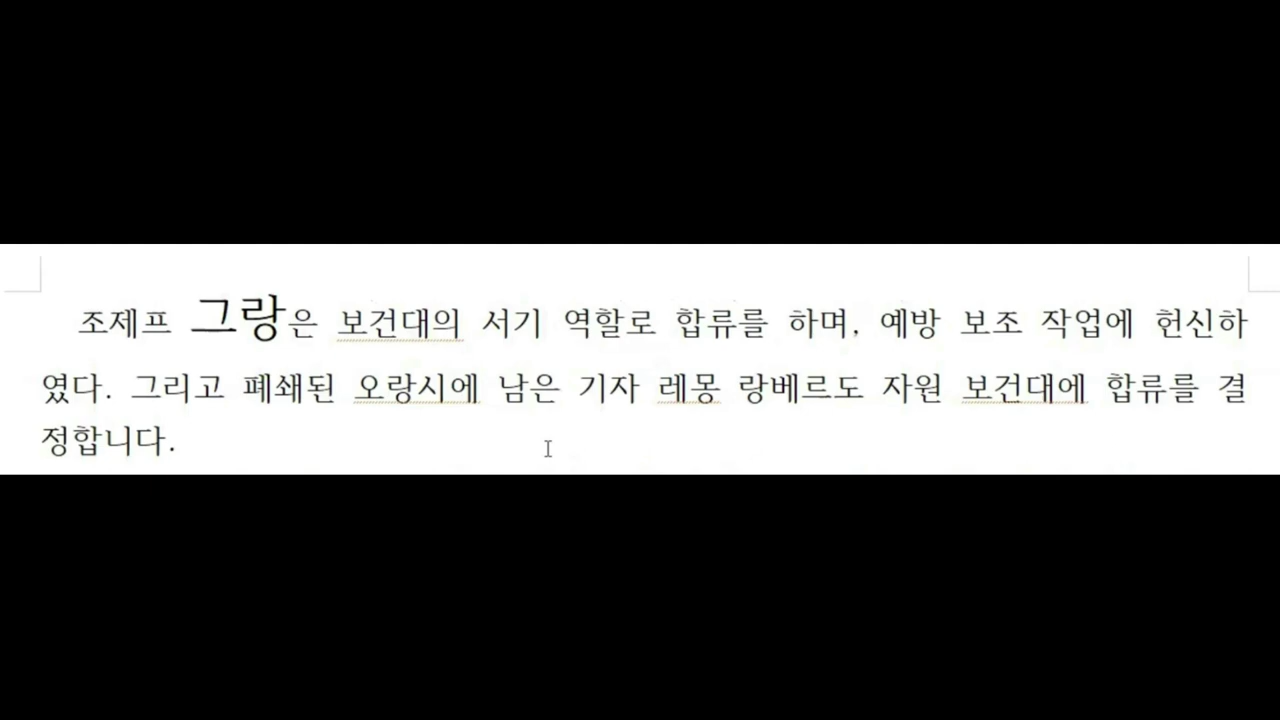 조제프 그랑은 보건대의 서기 역할로 합류를 하며, 예방 보조 작업에 헌신하
였다. 그리고 폐쇄된 오랑시에 남은 기자 레몽 랑베르도 자원 보건대에 합류를 결
정합니다.